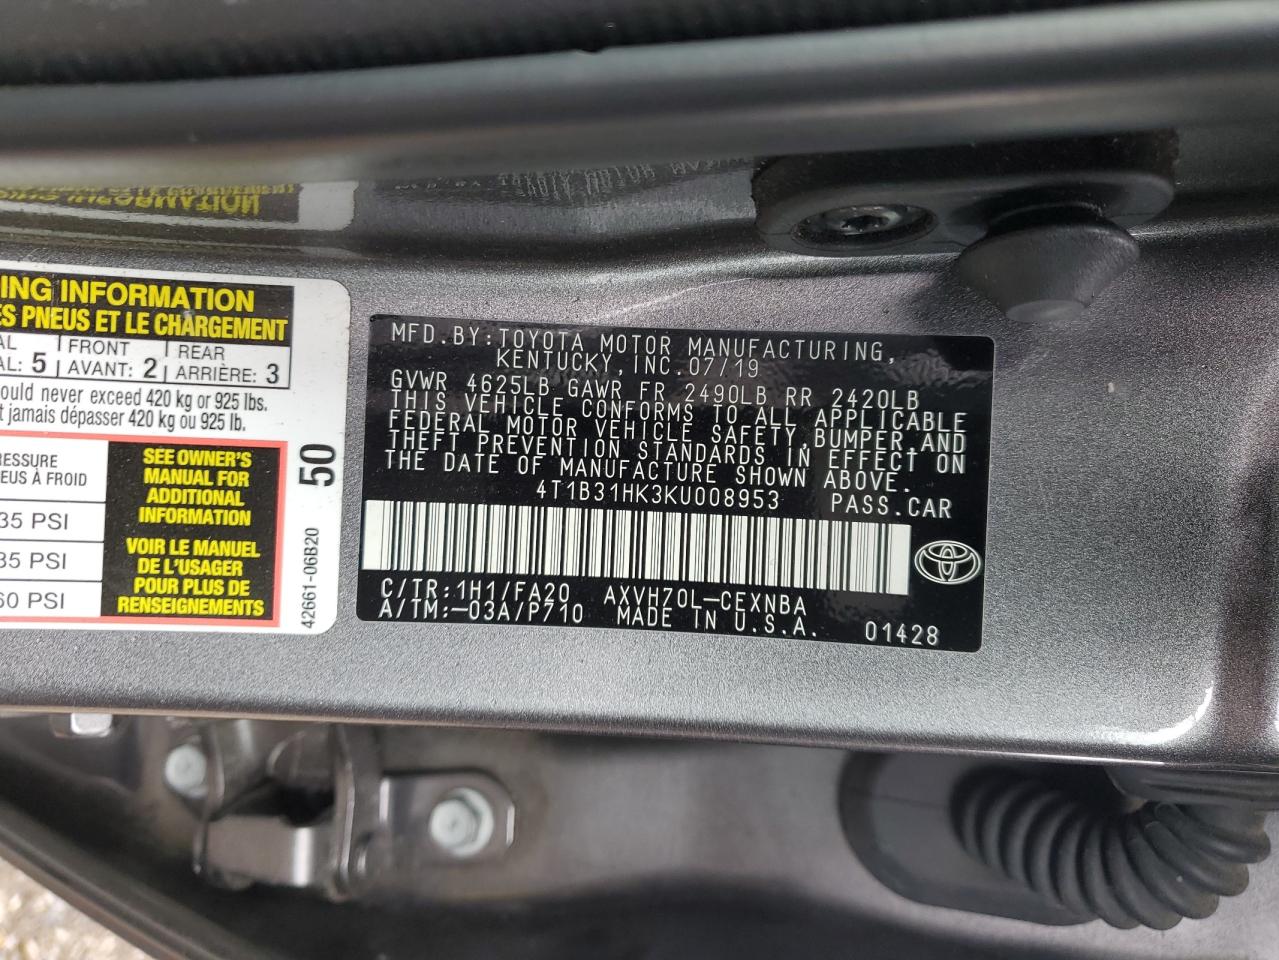 ING INFORMATION
ES PNEUS ET LE CHARGEMENT
AL FRONT REAR
AL: 5 AVANT: 2 ARRIÈRE: 3
ould never exceed 420 kg or 925 lbs.
t jamais dépasser 420 kg ou 925 lb.
RESSURE
EUS À FROID
35 PSI
35 PSI
60 PSI
SEE OWNER'S
MANUAL FOR
ADDITIONAL
INFORMATION
VOIR LE MANUEL
DE L'USAGER
POUR PLUS DE
RENSEIGNEMENTS
42661-06B20 50
MFD. BY: TOYOTA MOTOR MANUFACTURING,
KENTUCKY, INC. 07/19
GVWR 4625LB GAWR FR 2490LB RR 2420LB
THIS VEHICLE CONFORMS TO ALL APPLICABLE
FEDERAL MOTOR VEHICLE SAFETY, BUMPER, AND
THEFT PREVENTION STANDARDS IN EFFECT ON
THE DATE OF MANUFACTURE SHOWN ABOVE.
4T1B31HK3KU008953 PASS. CAR
C/TR: 1H1/FA20 AXVH70L-CEXNBA
A/TM: -03A/P710 MADE IN U.S.A. 01428